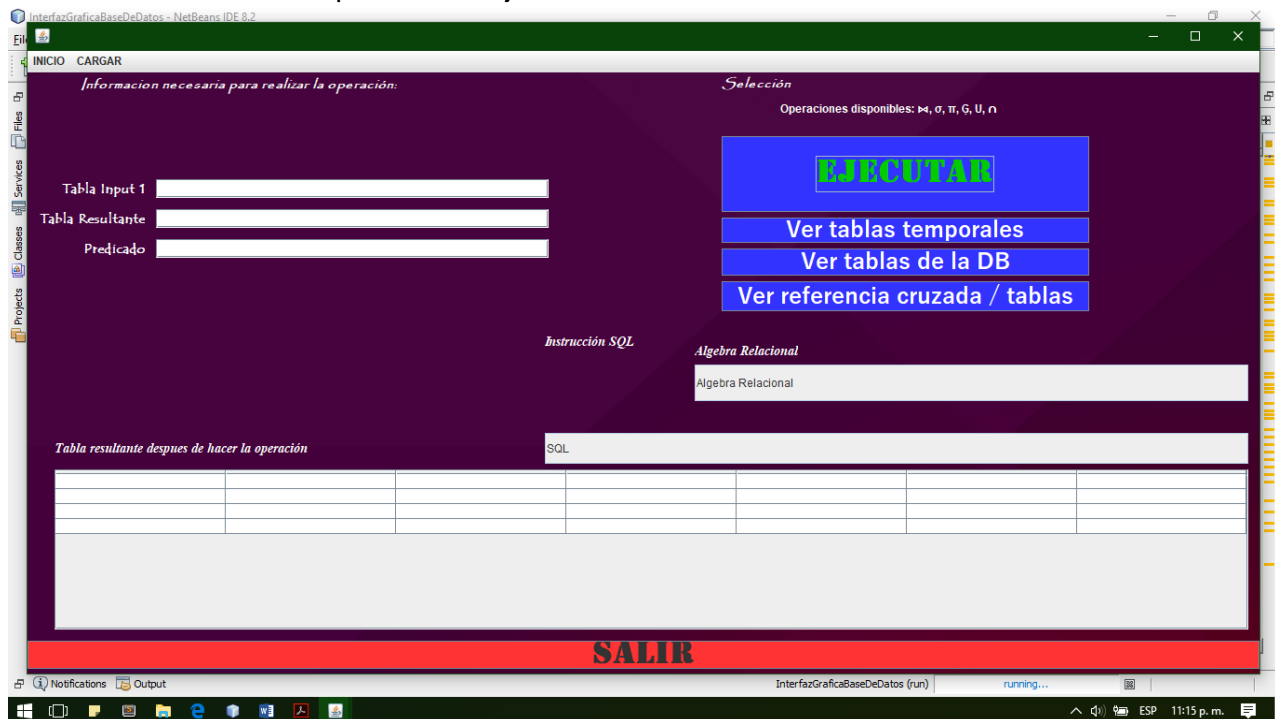 InterfazGraficaBaseDeDatos - NetBeans IDE 8.2
INICIO CARGAR
Informacion necesaria para realizar la operación:
Selección
Operaciones disponibles: ⋈, σ, π, Ģ, U, ∩
EJECUTAR
Tabla Input 1
Tabla Resultante
Predicado
Ver tablas temporales
Ver tablas de la DB
Ver referencia cruzada / tablas
Instrucción SQL
Algebra Relacional
Algebra Relacional
Tabla resultante despues de hacer la operación
SQL
SALIR
Files
Services
Classes
Projects
Notifications Output
InterfazGraficaBaseDeDatos (run)
running...
ESP 11:15 p. m.